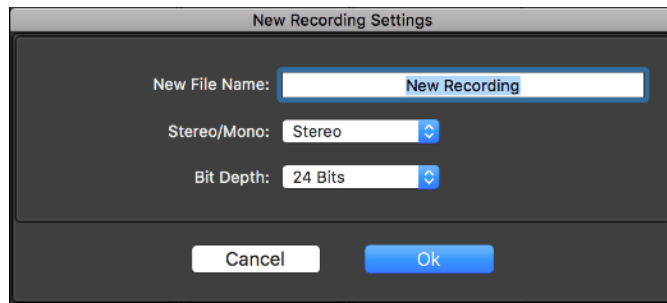 New Recording Settings
New File Name: New Recording
Stereo/Mono: Stereo
Bit Depth: 24 Bits
Cancel Ok